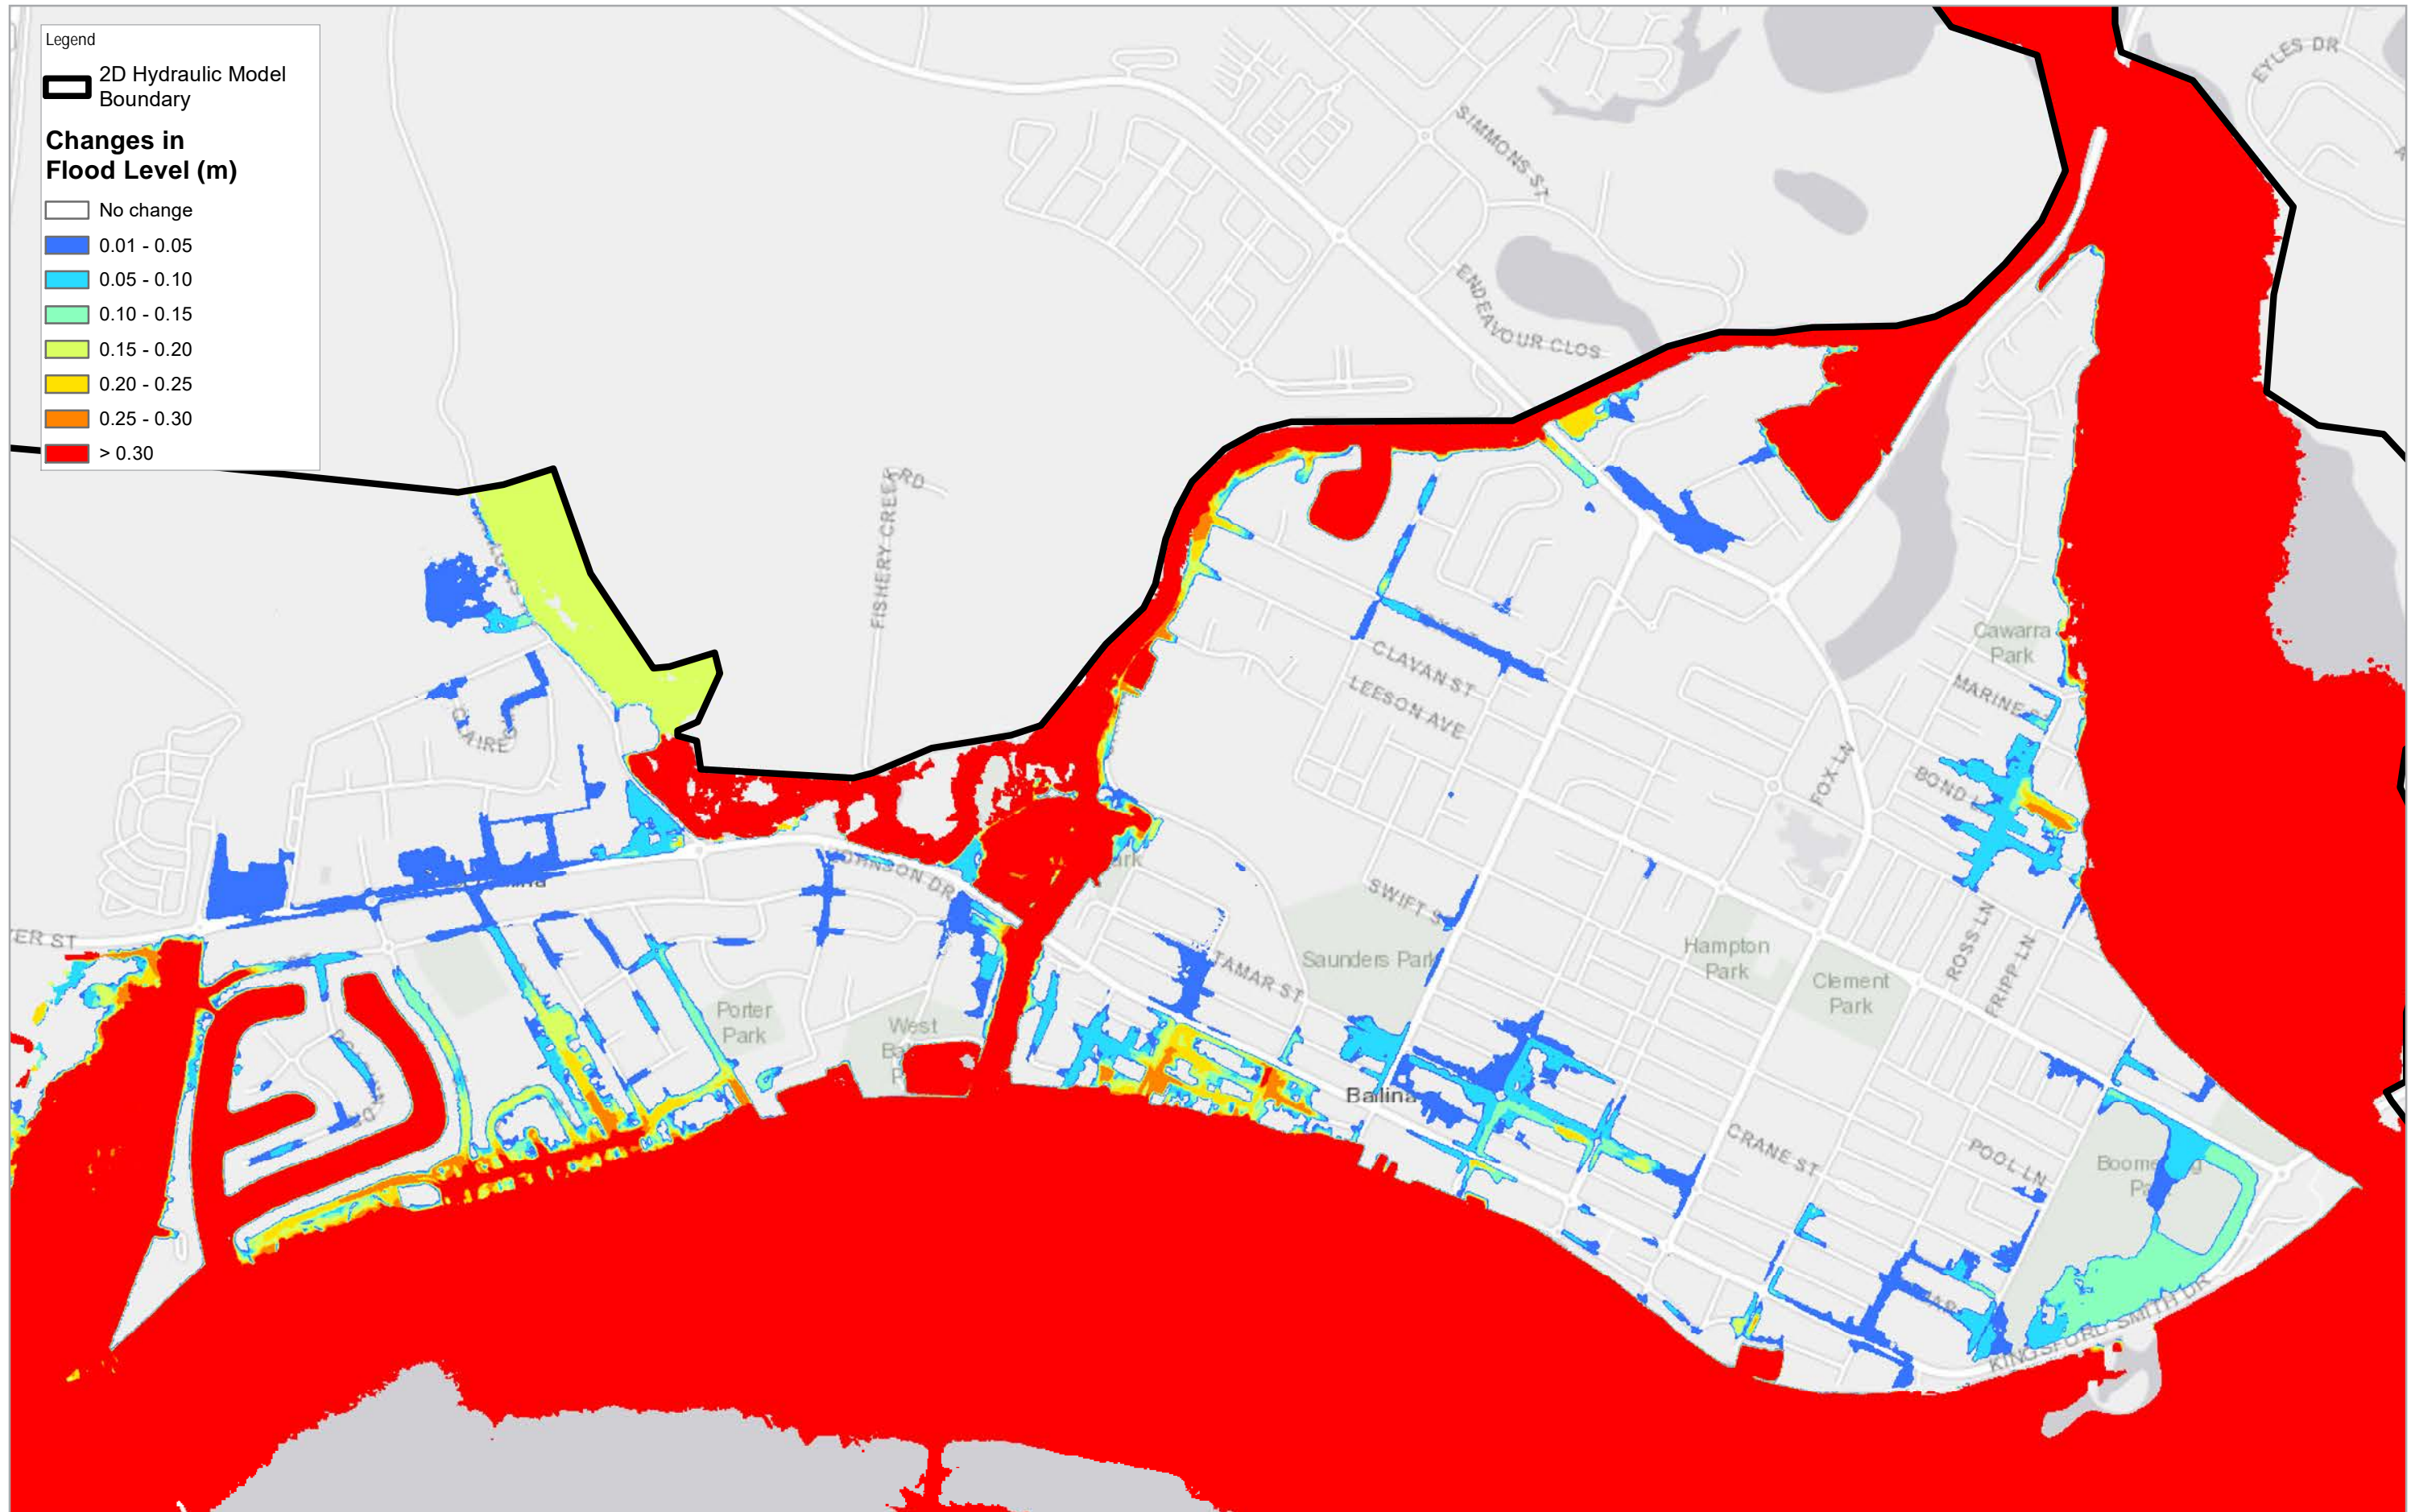 Legend
2D Hydraulic Model
Boundary
Changes in
Flood Level (m)
No change
0.01 - 0.05
0.05 - 0.10
0.10 - 0.15
0.15 - 0.20
0.20 - 0.25
0.25 - 0.30
> 0.30
EYLES DR
SIMMONS ST
ENDEAVOUR CLOS
FISHERY CREEK RD
CLAVAN ST
LEESON AVE
Cawarra
Park
MARINE S
BOND
FOX LN
CLAIRE
JOHNSON DR
ER ST
SWIFT S
TAMAR ST
Saunders Park
Hampton
Park
Clement
Park
ROSS LN
FRIPP LN
Porter
Park
West
Ballina
CRANE ST
POOL LN
KINGSFORD SMITH DR